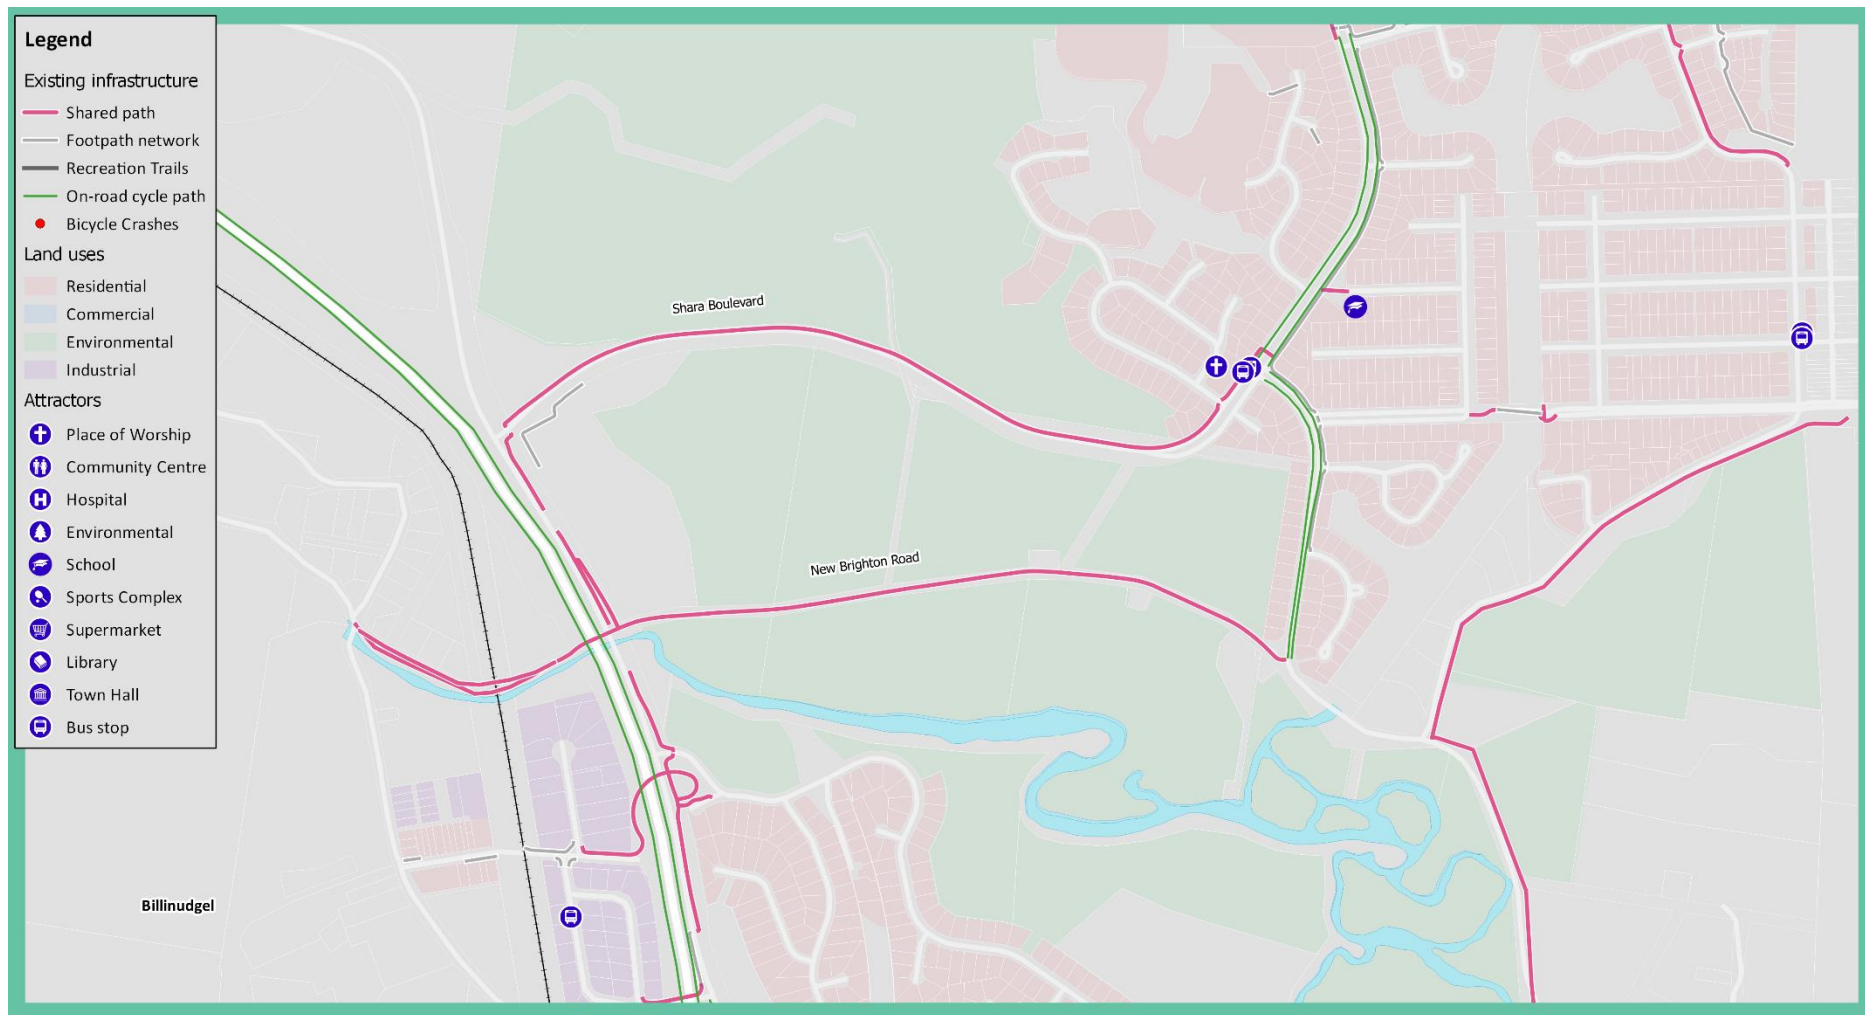 Legend
Existing infrastructure
Shared path
Footpath network
Recreation Trails
On-road cycle path
Bicycle Crashes
Land uses
Residential
Commercial
Environmental
Industrial
Attractors
Place of Worship
Community Centre
Hospital
Environmental
School
Sports Complex
Supermarket
Library
Town Hall
Bus stop
Shara Boulevard
New Brighton Road
Billinudgel